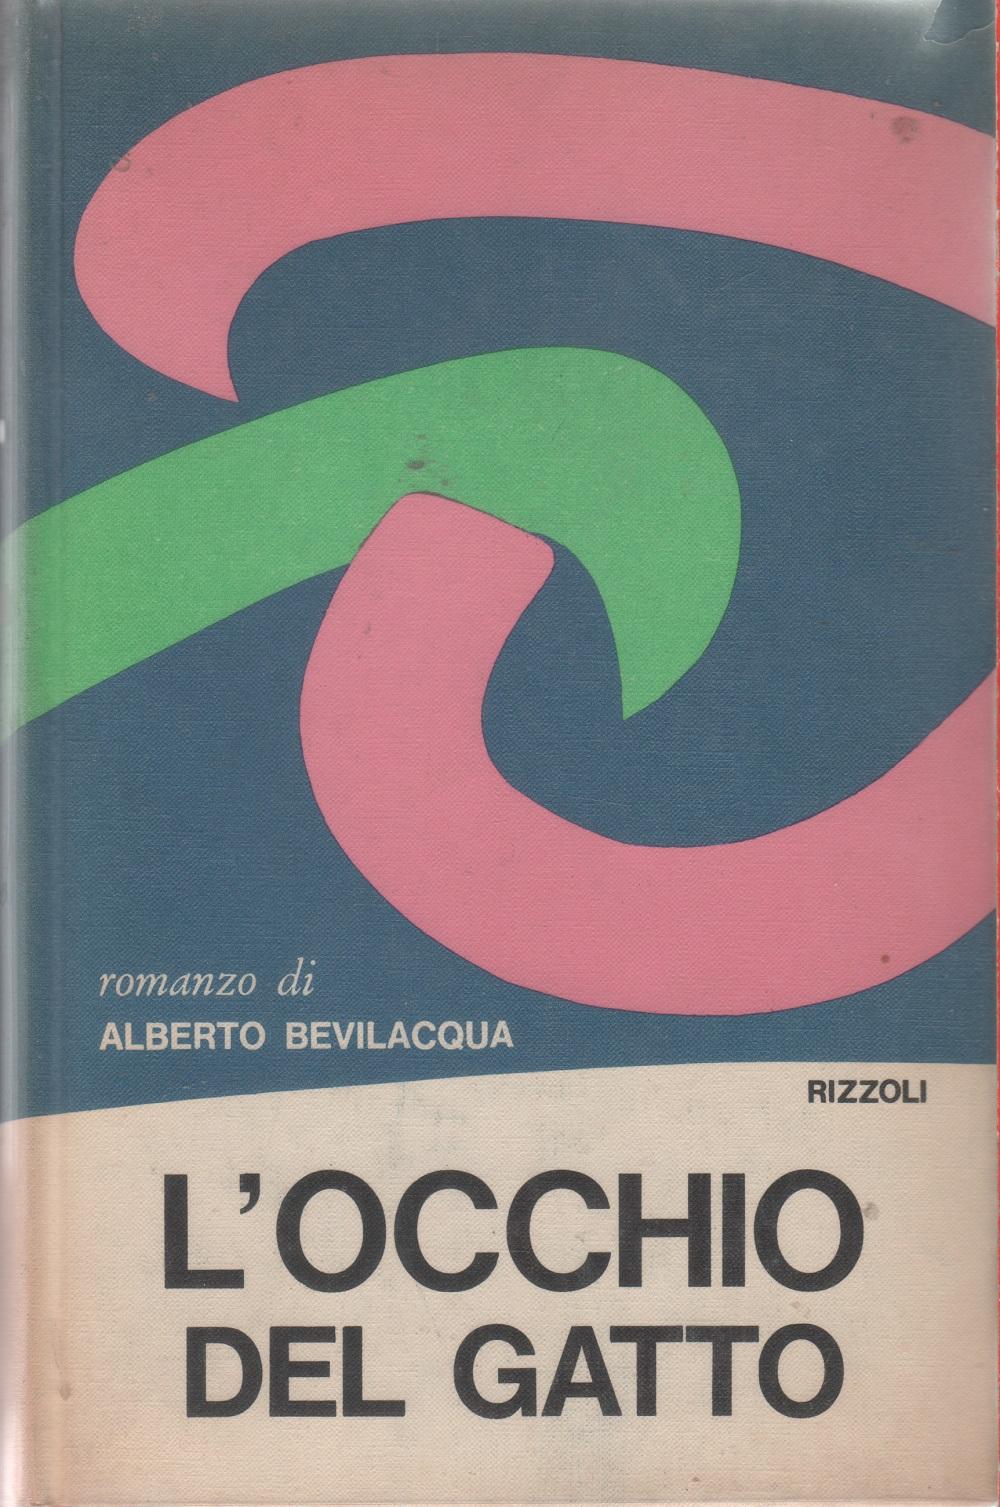 romanzo di
ALBERTO BEVILACQUA
RIZZOLI
L'OCCHIO
DEL GATTO